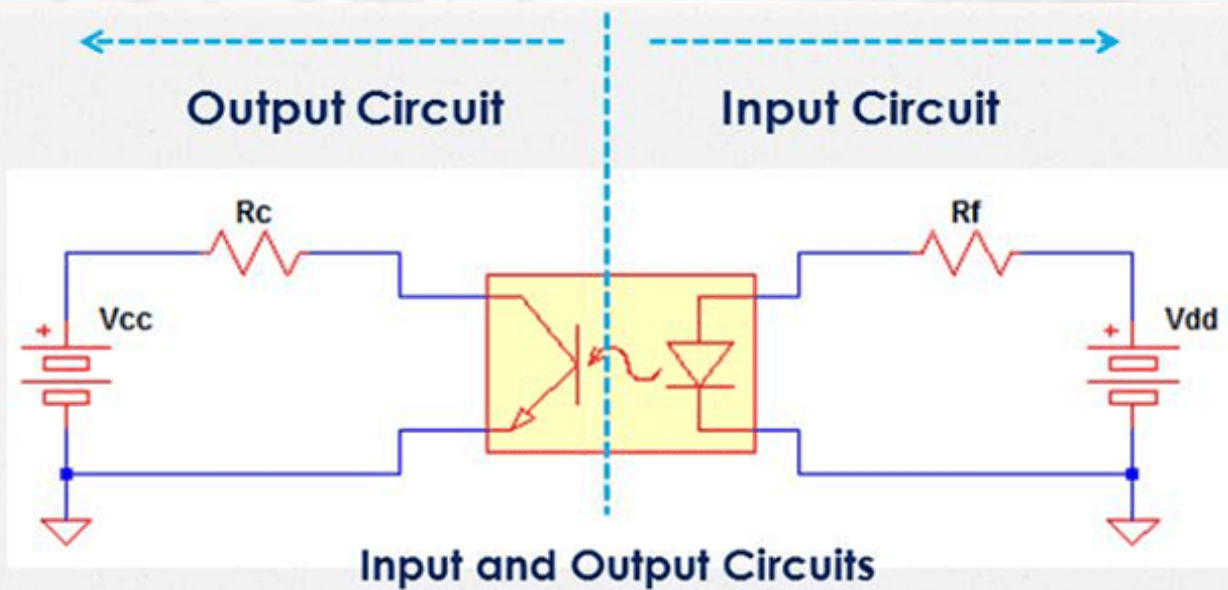 Output Circuit
Input Circuit
Rc
Rf
+
Vcc
+
Vdd
Input and Output Circuits